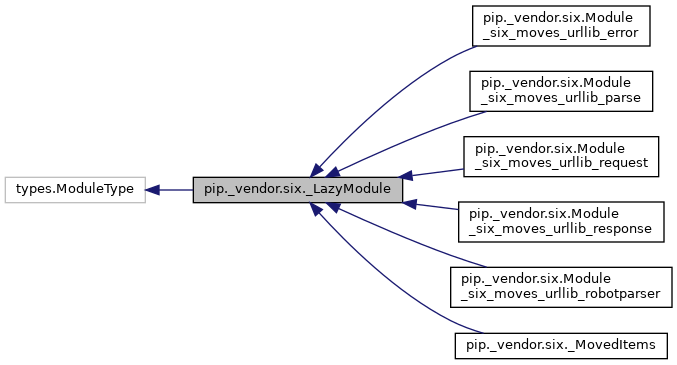 types.ModuleType
pip._vendor.six._LazyModule
pip._vendor.six.Module
_six_moves_urllib_error
pip._vendor.six.Module
_six_moves_urllib_parse
pip._vendor.six.Module
_six_moves_urllib_request
pip._vendor.six.Module
_six_moves_urllib_response
pip._vendor.six.Module
_six_moves_urllib_robotparser
pip._vendor.six._MovedItems